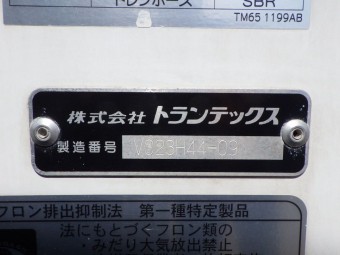 ドレンホース SBR
TM65 1199AB
株式会社 トランテックス
製造番号 V323H44-09
フロン排出抑制法 第一種特定製品
法にもとづくフロン類の
みだり大気放出禁止